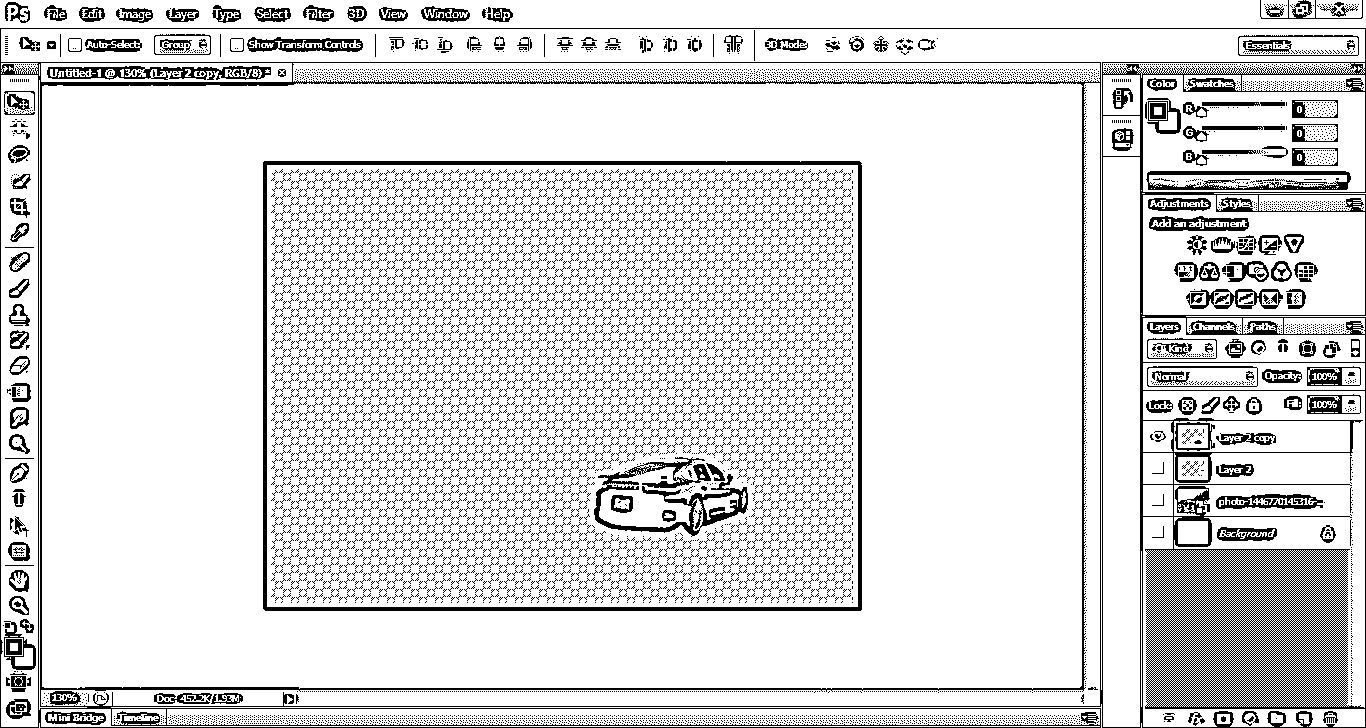 Ps File Edit Image Layer Type Select Filter 3D View Window Help
Auto-Select: Group Show Transform Controls 3D Mode: Essentials
Untitled-1 @ 130% (Layer 2 copy, RGB/8) * ×
Color Swatches
R 0
G 0
B 0
Adjustments Styles
Add an adjustment
Layers Channels Paths
Kind
Normal Opacity: 100%
Lock: Fill: 100%
Layer 2 copy
Layer 2
photo-1446770145316-...
Background
130% Doc: 452.2K/1.93M
Mini Bridge Timeline